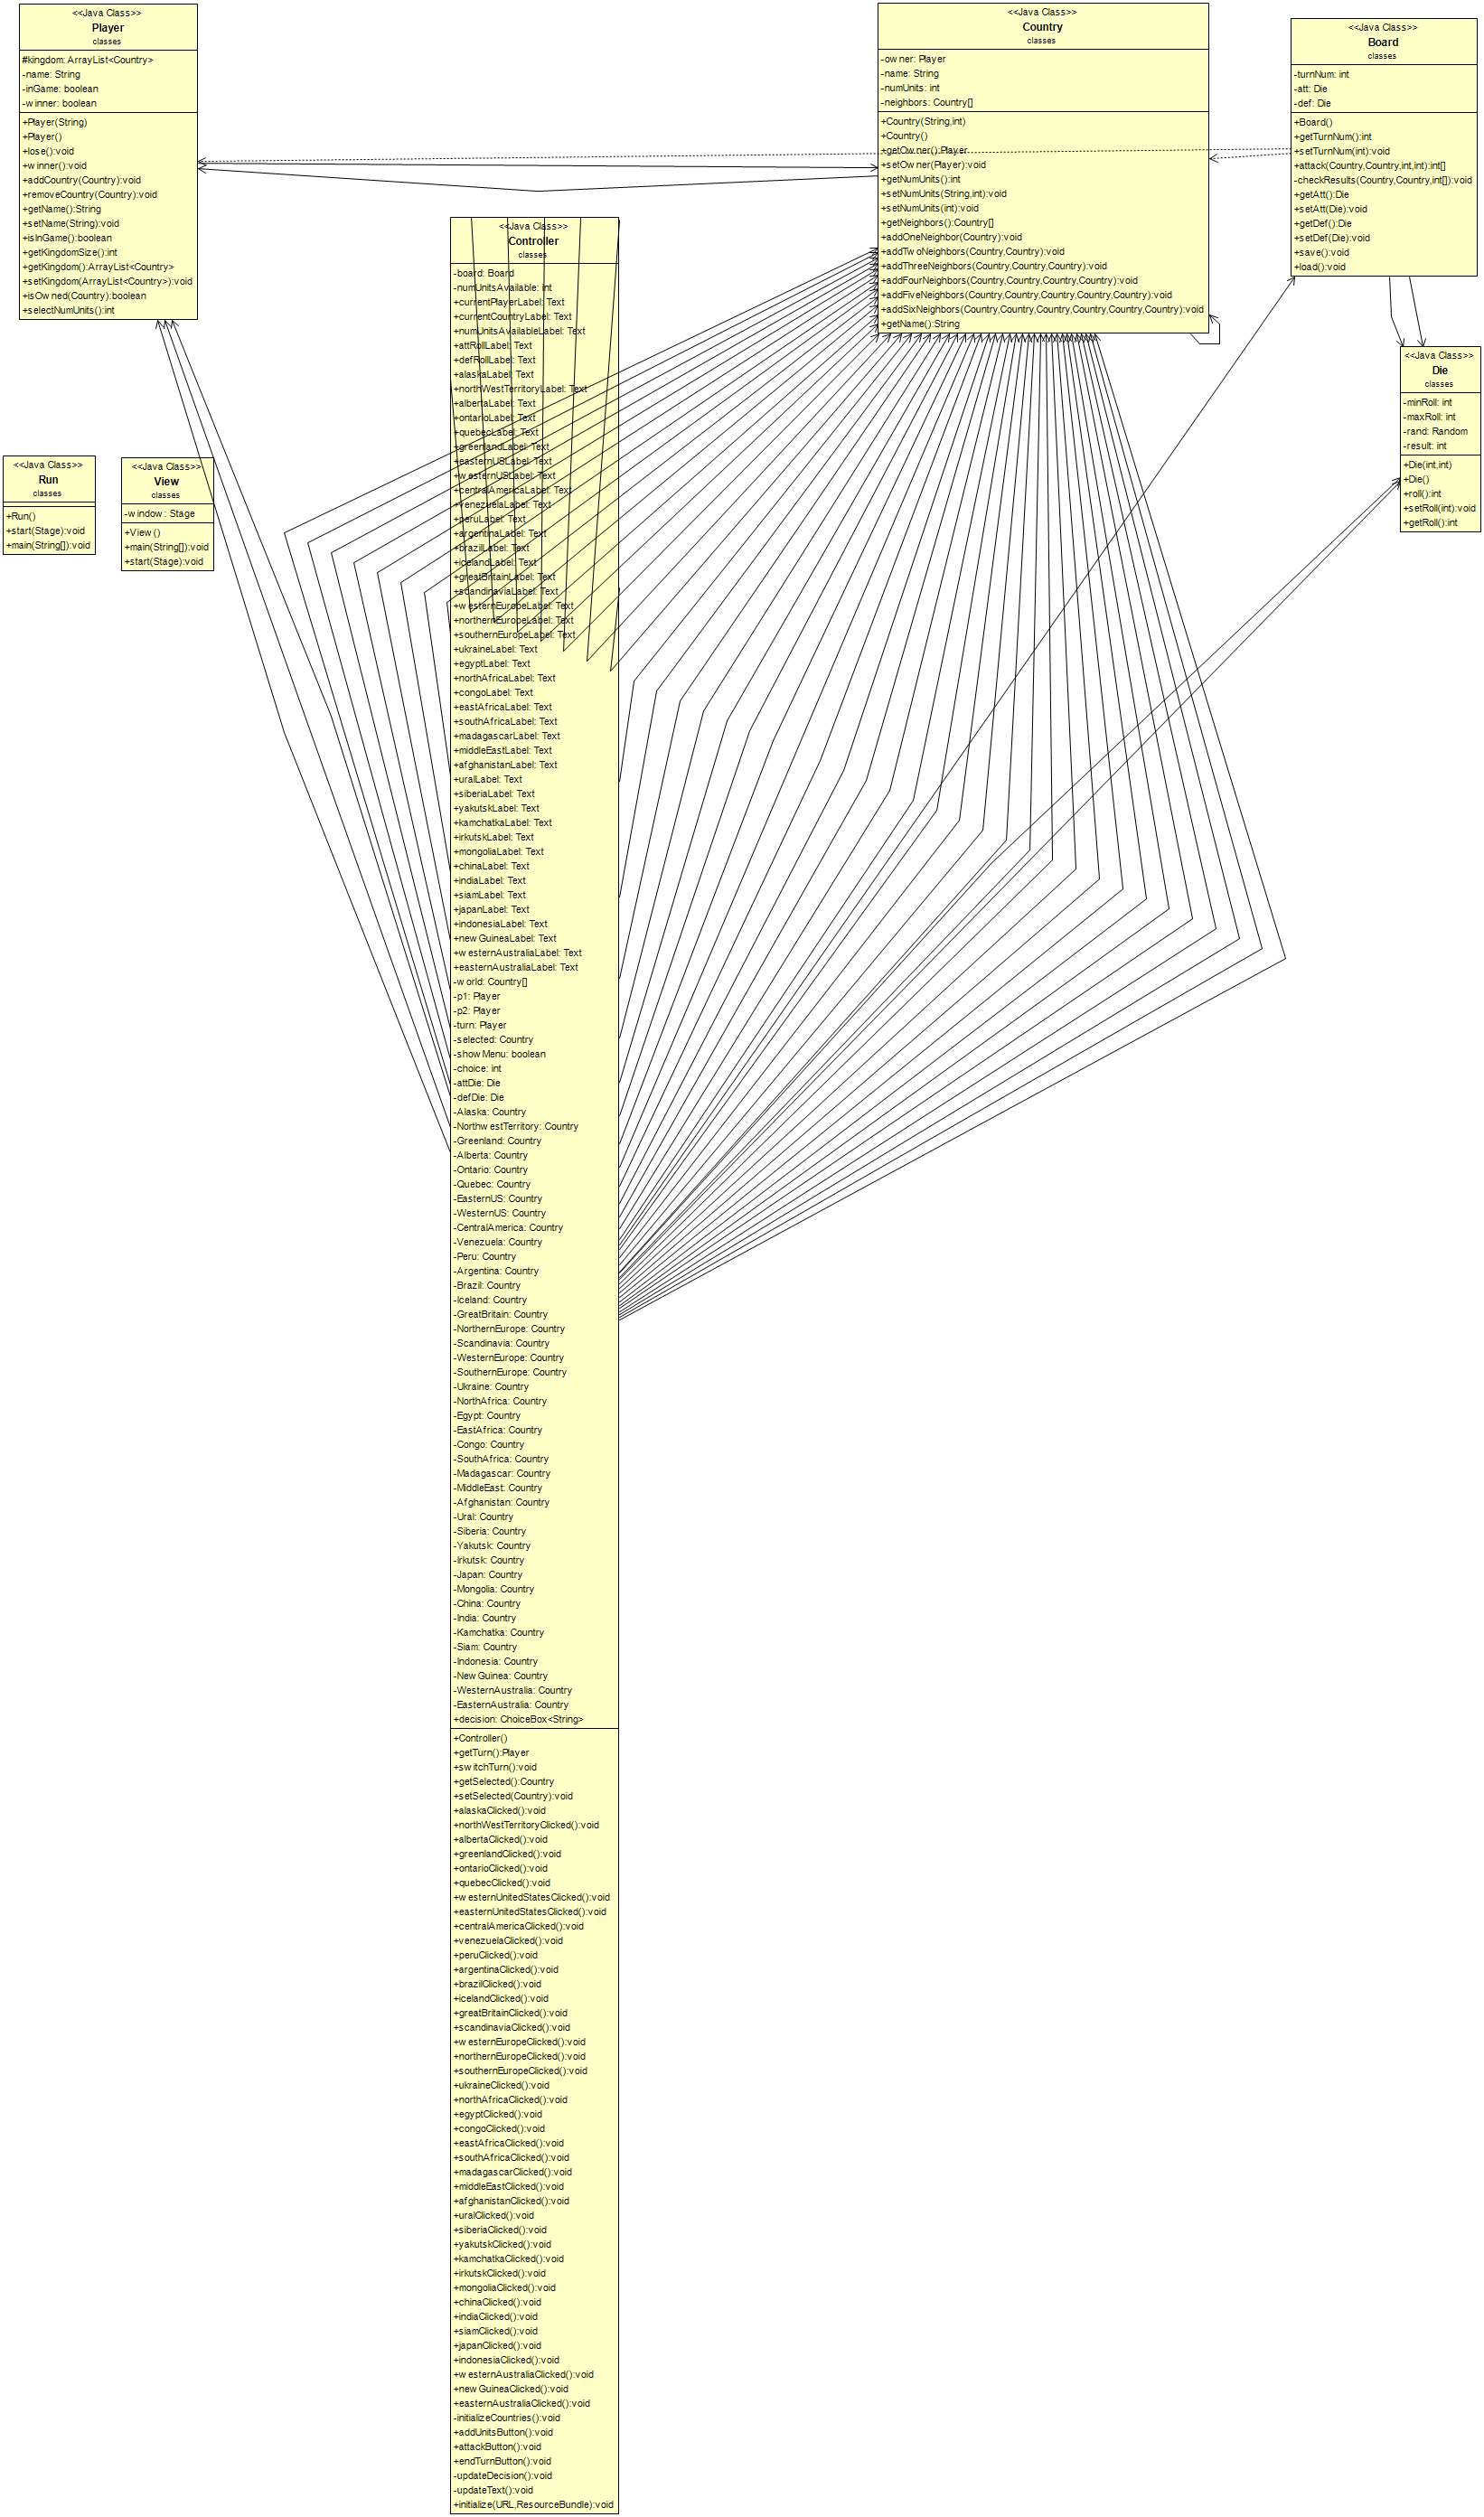 <<Java Class>>
Player
classes
#kingdom: ArrayList<Country>
-name: String
-inGame: boolean
-winner: boolean
+Player(String)
+Player()
+lose():void
+winner():void
+addCountry(Country):void
+removeCountry(Country):void
+getName():String
+setName(String):void
+isInGame():boolean
+getKingdomSize():int
+getKingdom():ArrayList<Country>
+setKingdom(ArrayList<Country>):void
+isOwned(Country):boolean
+selectNumUnits():int
<<Java Class>>
Country
classes
-owner: Player
-name: String
-numUnits: int
-neighbors: Country[]
+Country(String,int)
+Country()
+getOwner():Player
+setOwner(Player):void
+getNumUnits():int
+setNumUnits(String,int):void
+setNumUnits(int):void
+getNeighbors():Country[]
+addOneNeighbor(Country):void
+addTwoNeighbors(Country,Country):void
+addThreeNeighbors(Country,Country,Country):void
+addFourNeighbors(Country,Country,Country,Country):void
+addFiveNeighbors(Country,Country,Country,Country,Country):void
+addSixNeighbors(Country,Country,Country,Country,Country,Country):void
+getName():String
<<Java Class>>
Board
classes
-turnNum: int
-att: Die
-def: Die
+Board()
+getTurnNum():int
+setTurnNum(int):void
+attack(Country,Country,int,int):int[]
-checkResults(Country,Country,int[]):void
+getAtt():Die
+setAtt(Die):void
+getDef():Die
+setDef(Die):void
+save():void
+load():void
<<Java Class>>
Die
classes
-minRoll: int
-maxRoll: int
-rand: Random
-result: int
+Die(int,int)
+Die()
+roll():int
+setRoll(int):void
+getRoll():int
<<Java Class>>
Run
classes
+Run()
+start(Stage):void
+main(String[]):void
<<Java Class>>
View
classes
-window: Stage
+View()
+main(String[]):void
+start(Stage):void
<<Java Class>>
Controller
classes
-board: Board
-numUnitsAvailable: int
+currentPlayerLabel: Text
+currentCountryLabel: Text
+numUnitsAvailableLabel: Text
+attRollLabel: Text
+defRollLabel: Text
+alaskaLabel: Text
+northWestTerritoryLabel: Text
+albertaLabel: Text
+ontarioLabel: Text
+quebecLabel: Text
+greenlandLabel: Text
+easternUSLabel: Text
+westernUSLabel: Text
+centralAmericaLabel: Text
+venezuelaLabel: Text
+peruLabel: Text
+argentinaLabel: Text
+brazilLabel: Text
+icelandLabel: Text
+greatBritainLabel: Text
+scandinaviaLabel: Text
+westernEuropeLabel: Text
+northernEuropeLabel: Text
+southernEuropeLabel: Text
+ukraineLabel: Text
+egyptLabel: Text
+northAfricaLabel: Text
+congoLabel: Text
+eastAfricaLabel: Text
+southAfricaLabel: Text
+madagascarLabel: Text
+middleEastLabel: Text
+afghanistanLabel: Text
+uralLabel: Text
+siberiaLabel: Text
+yakutskLabel: Text
+kamchatkaLabel: Text
+irkutskLabel: Text
+mongoliaLabel: Text
+chinaLabel: Text
+indiaLabel: Text
+siamLabel: Text
+japanLabel: Text
+indonesiaLabel: Text
+newGuineaLabel: Text
+westernAustraliaLabel: Text
+easternAustraliaLabel: Text
-world: Country[]
-p1: Player
-p2: Player
-turn: Player
-selected: Country
-showMenu: boolean
-choice: int
-attDie: Die
-defDie: Die
-Alaska: Country
-NorthwestTerritory: Country
-Greenland: Country
-Alberta: Country
-Ontario: Country
-Quebec: Country
-EasternUS: Country
-WesternUS: Country
-CentralAmerica: Country
-Venezuela: Country
-Peru: Country
-Argentina: Country
-Brazil: Country
-Iceland: Country
-GreatBritain: Country
-NorthernEurope: Country
-Scandinavia: Country
-WesternEurope: Country
-SouthernEurope: Country
-Ukraine: Country
-NorthAfrica: Country
-Egypt: Country
-EastAfrica: Country
-Congo: Country
-SouthAfrica: Country
-Madagascar: Country
-MiddleEast: Country
-Afghanistan: Country
-Ural: Country
-Siberia: Country
-Yakutsk: Country
-Irkutsk: Country
-Japan: Country
-Mongolia: Country
-China: Country
-India: Country
-Kamchatka: Country
-Siam: Country
-Indonesia: Country
-NewGuinea: Country
-WesternAustralia: Country
-EasternAustralia: Country
+decision: ChoiceBox<String>
+Controller()
+getTurn():Player
+switchTurn():void
+getSelected():Country
+setSelected(Country):void
+alaskaClicked():void
+northWestTerritoryClicked():void
+albertaClicked():void
+greenlandClicked():void
+ontarioClicked():void
+quebecClicked():void
+westernUnitedStatesClicked():void
+easternUnitedStatesClicked():void
+centralAmericaClicked():void
+venezuelaClicked():void
+peruClicked():void
+argentinaClicked():void
+brazilClicked():void
+icelandClicked():void
+greatBritainClicked():void
+scandinaviaClicked():void
+westernEuropeClicked():void
+northernEuropeClicked():void
+southernEuropeClicked():void
+ukraineClicked():void
+northAfricaClicked():void
+egyptClicked():void
+congoClicked():void
+eastAfricaClicked():void
+southAfricaClicked():void
+madagascarClicked():void
+middleEastClicked():void
+afghanistanClicked():void
+uralClicked():void
+siberiaClicked():void
+yakutskClicked():void
+kamchatkaClicked():void
+irkutskClicked():void
+mongoliaClicked():void
+chinaClicked():void
+indiaClicked():void
+siamClicked():void
+japanClicked():void
+indonesiaClicked():void
+westernAustraliaClicked():void
+newGuineaClicked():void
+easternAustraliaClicked():void
-initializeCountries():void
+addUnitsButton():void
+attackButton():void
+endTurnButton():void
-updateDecision():void
-updateText():void
+initialize(URL,ResourceBundle):void